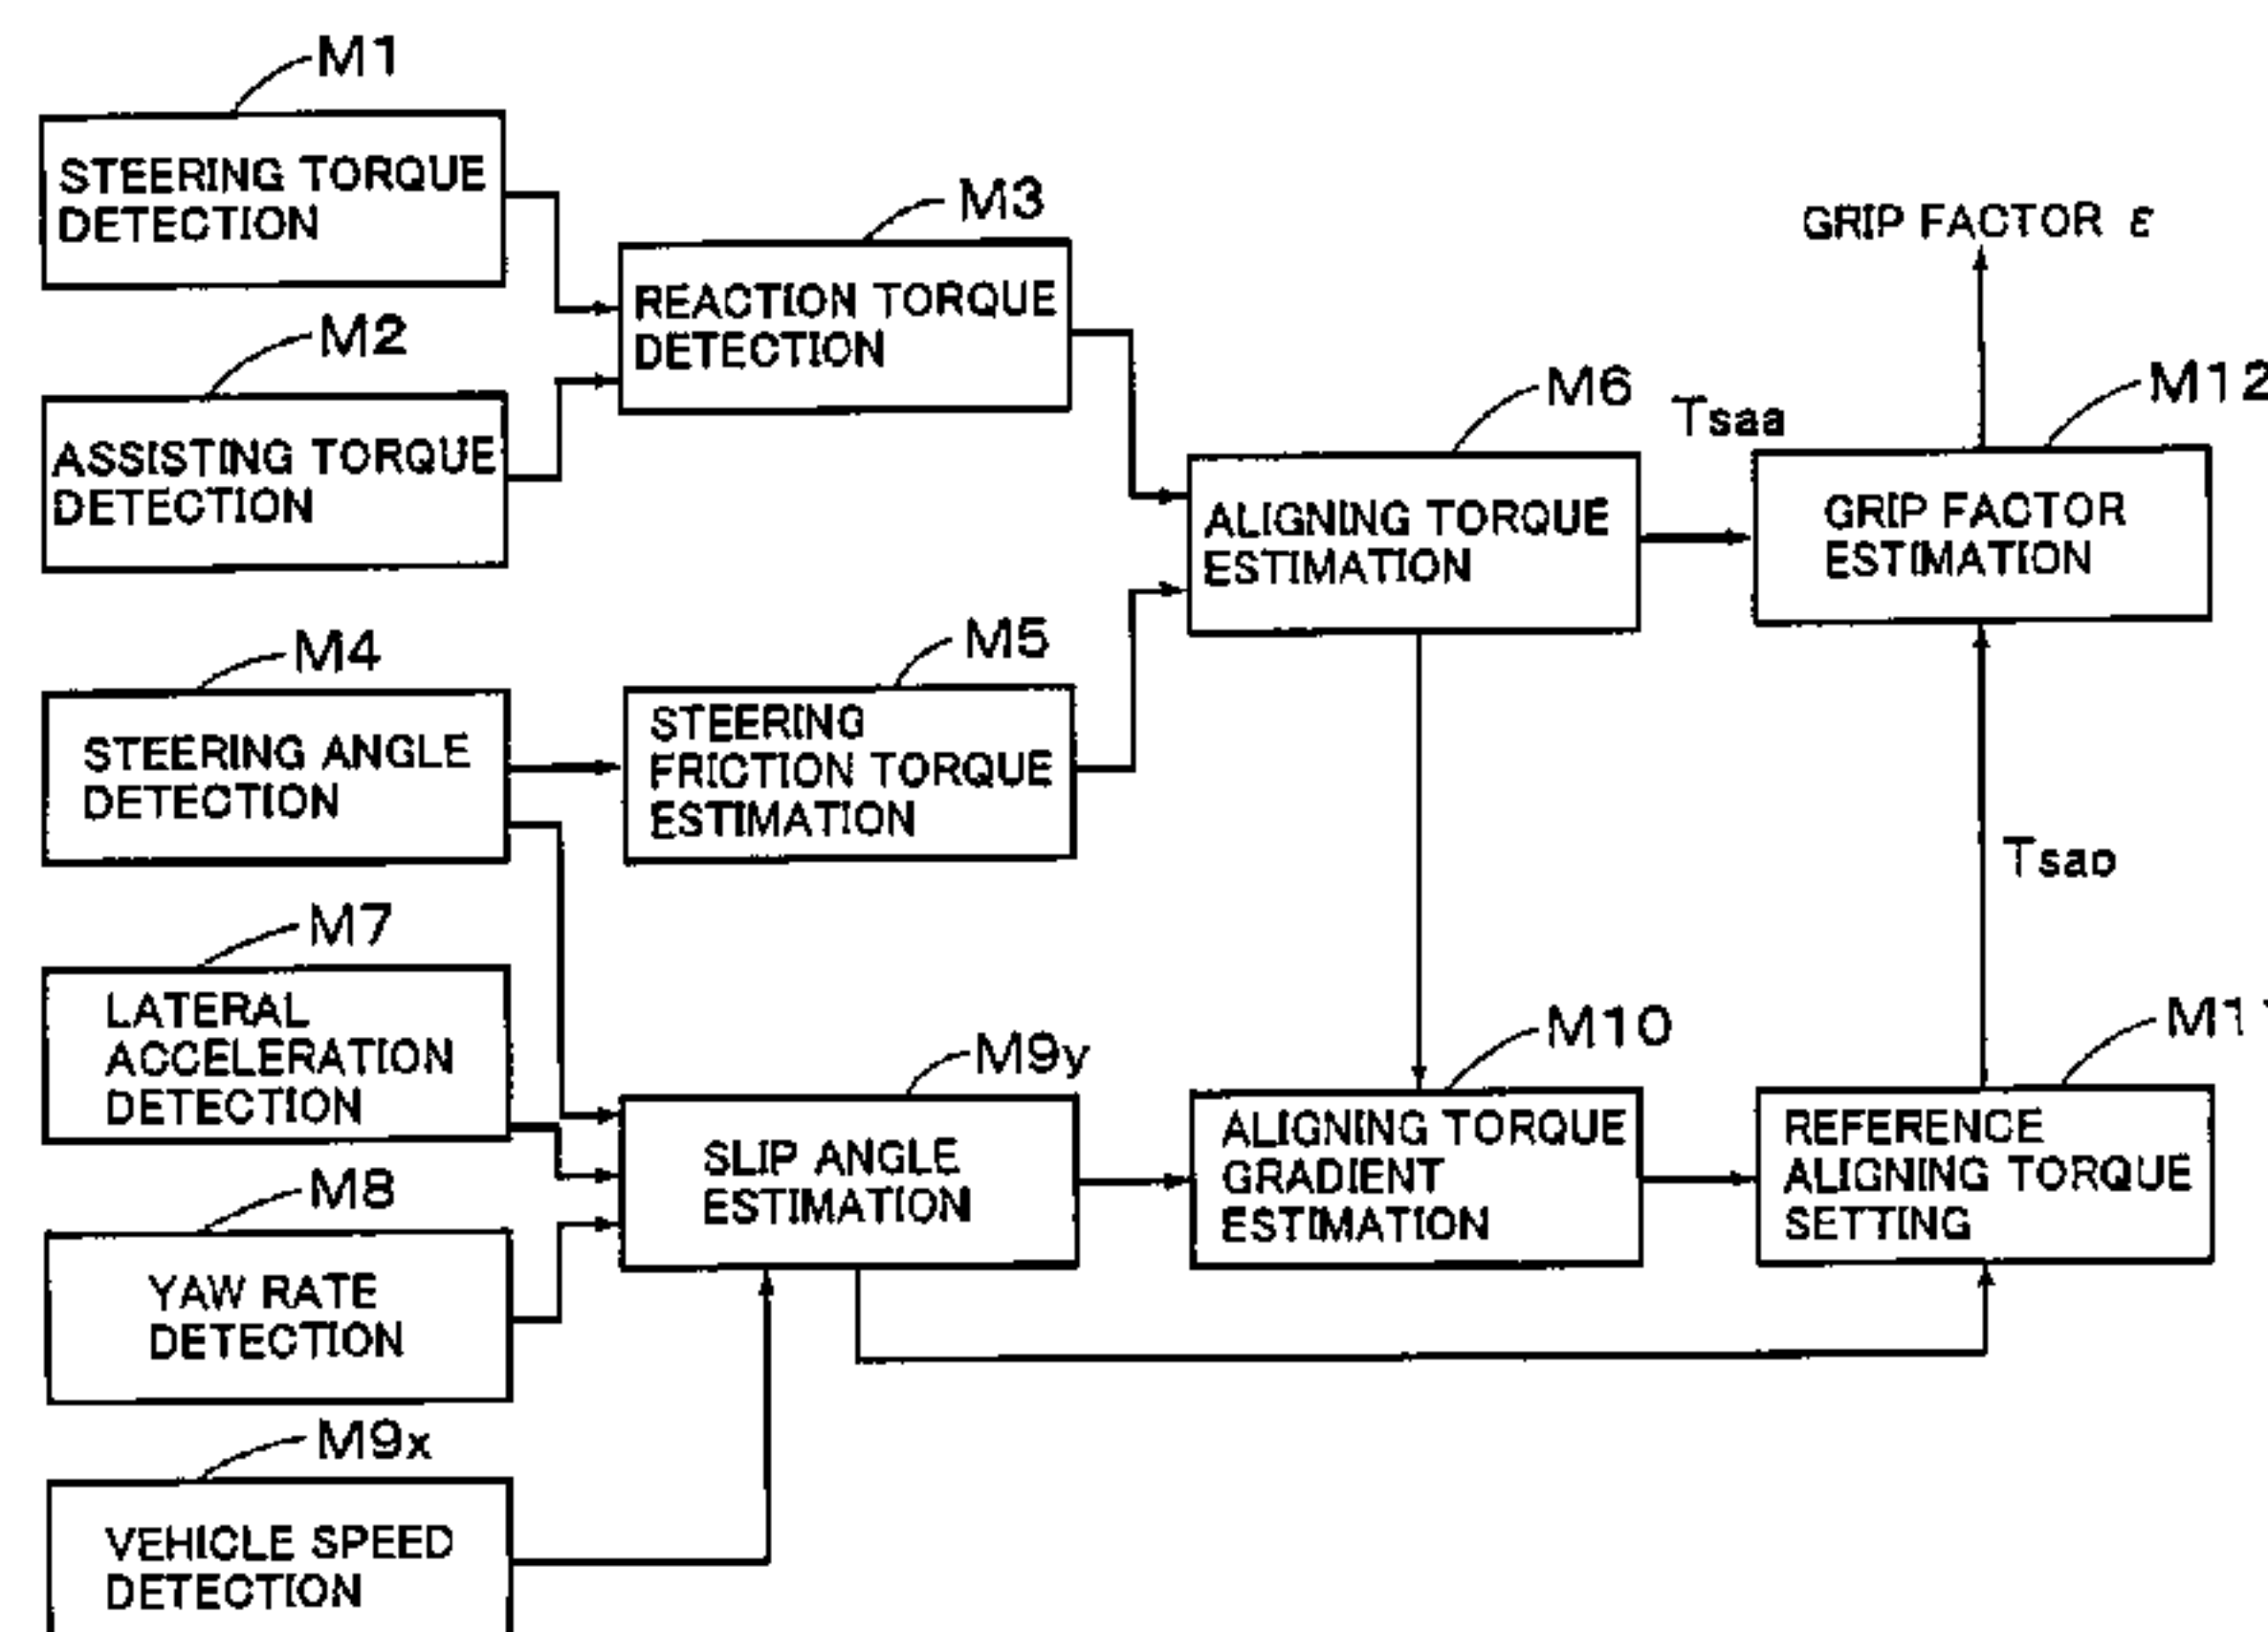 M1
STEERING TORQUE
DETECTION
M2
ASSISTING TORQUE
DETECTION
M3
REACTION TORQUE
DETECTION
M4
STEERING ANGLE
DETECTION
M5
STEERING
FRICTION TORQUE
ESTIMATION
M6
ALIGNING TORQUE
ESTIMATION
Tsaa
GRIP FACTOR ε
M12
GRIP FACTOR
ESTIMATION
Tsao
M7
LATERAL
ACCELERATION
DETECTION
M8
YAW RATE
DETECTION
M9x
VEHICLE SPEED
DETECTION
M9y
SLIP ANGLE
ESTIMATION
M10
ALIGNING TORQUE
GRADIENT
ESTIMATION
M11
REFERENCE
ALIGNING TORQUE
SETTING